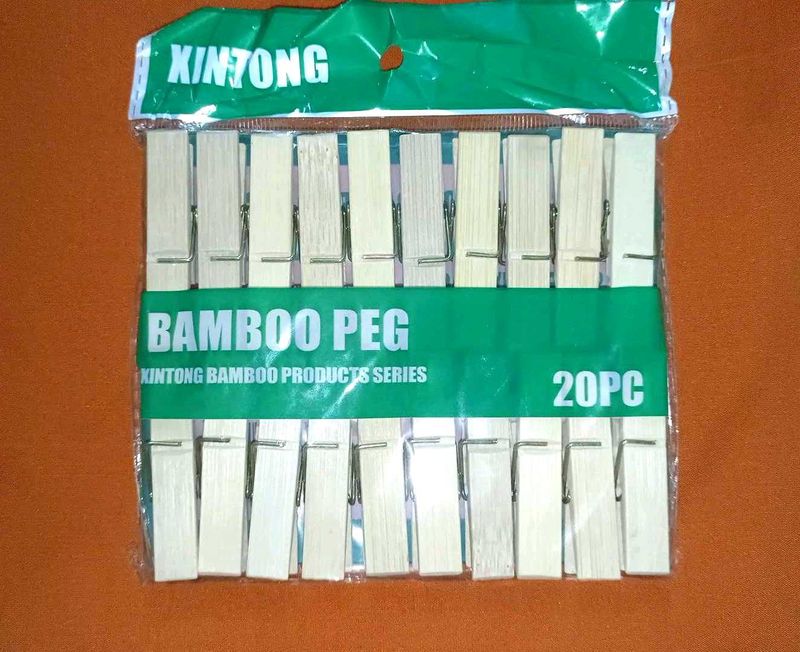 XINTONG
BAMBOO PEG
XINTONG BAMBOO PRODUCTS SERIES
20PC